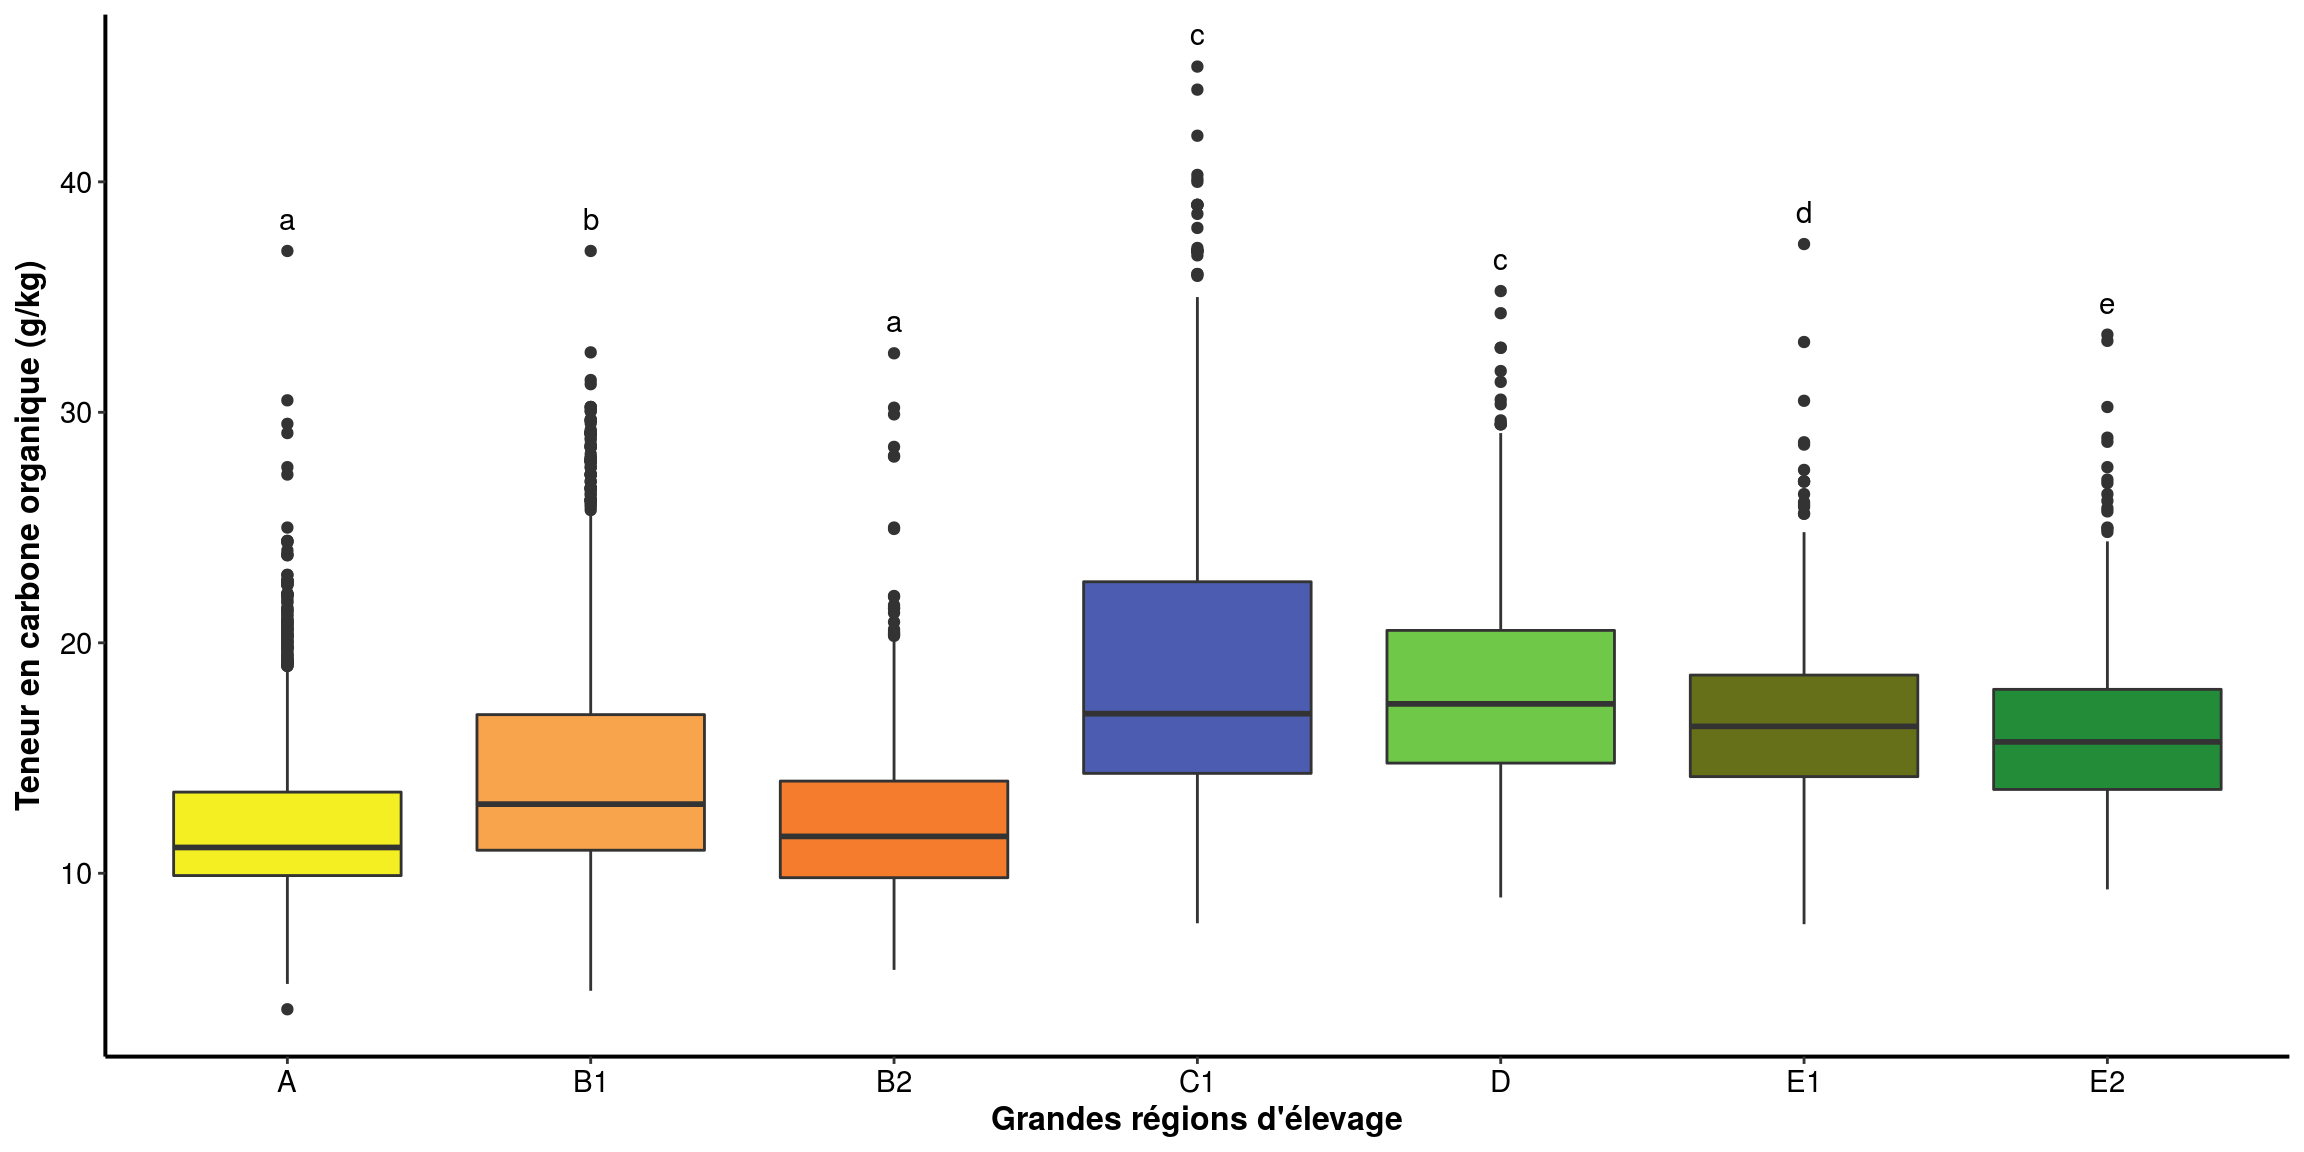 Teneur en carbone organique (g/kg)
40
30
20
10
a
b
a
c
c
d
e
A
B1
B2
C1
D
E1
E2
Grandes régions d'élevage